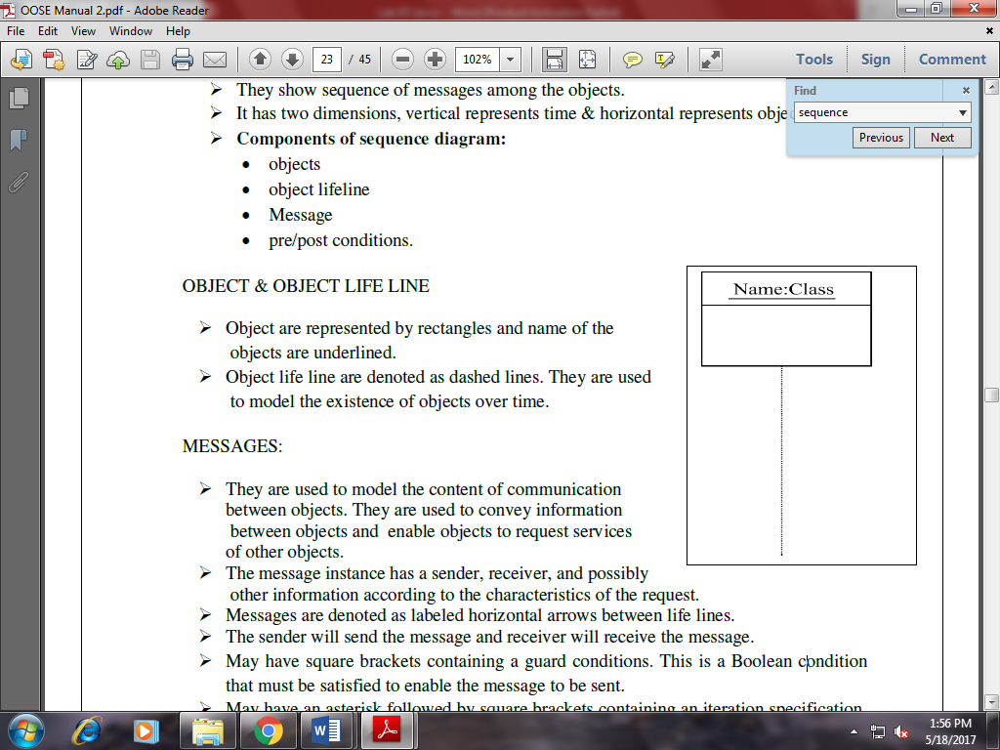 OOSE Manual 2.pdf - Adobe Reader
File Edit View Window Help
23 / 45
102%
Tools Sign Comment
Find
sequence
Previous Next
➢ They show sequence of messages among the objects.
➢ It has two dimensions, vertical represents time & horizontal represents obje
➢ Components of sequence diagram:
• objects
• object lifeline
• Message
• pre/post conditions.
OBJECT & OBJECT LIFE LINE
➢ Object are represented by rectangles and name of the
objects are underlined.
➢ Object life line are denoted as dashed lines. They are used
to model the existence of objects over time.
Name:Class
MESSAGES:
➢ They are used to model the content of communication
between objects. They are used to convey information
between objects and enable objects to request services
of other objects.
➢ The message instance has a sender, receiver, and possibly
other information according to the characteristics of the request.
➢ Messages are denoted as labeled horizontal arrows between life lines.
➢ The sender will send the message and receiver will receive the message.
➢ May have square brackets containing a guard conditions. This is a Boolean condition
that must be satisfied to enable the message to be sent.
➢ May have an asterisk followed by square brackets containing an iteration specification
1:56 PM
5/18/2017